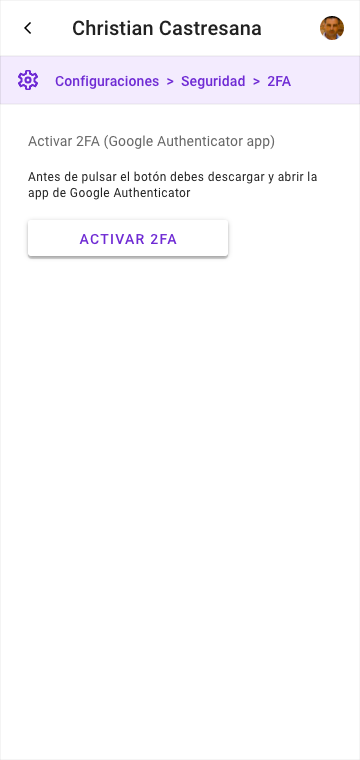 Christian Castresana
Configuraciones > Seguridad > 2FA
Activar 2FA (Google Authenticator app)
Antes de pulsar el botón debes descargar y abrir la
app de Google Authenticator
ACTIVAR 2FA